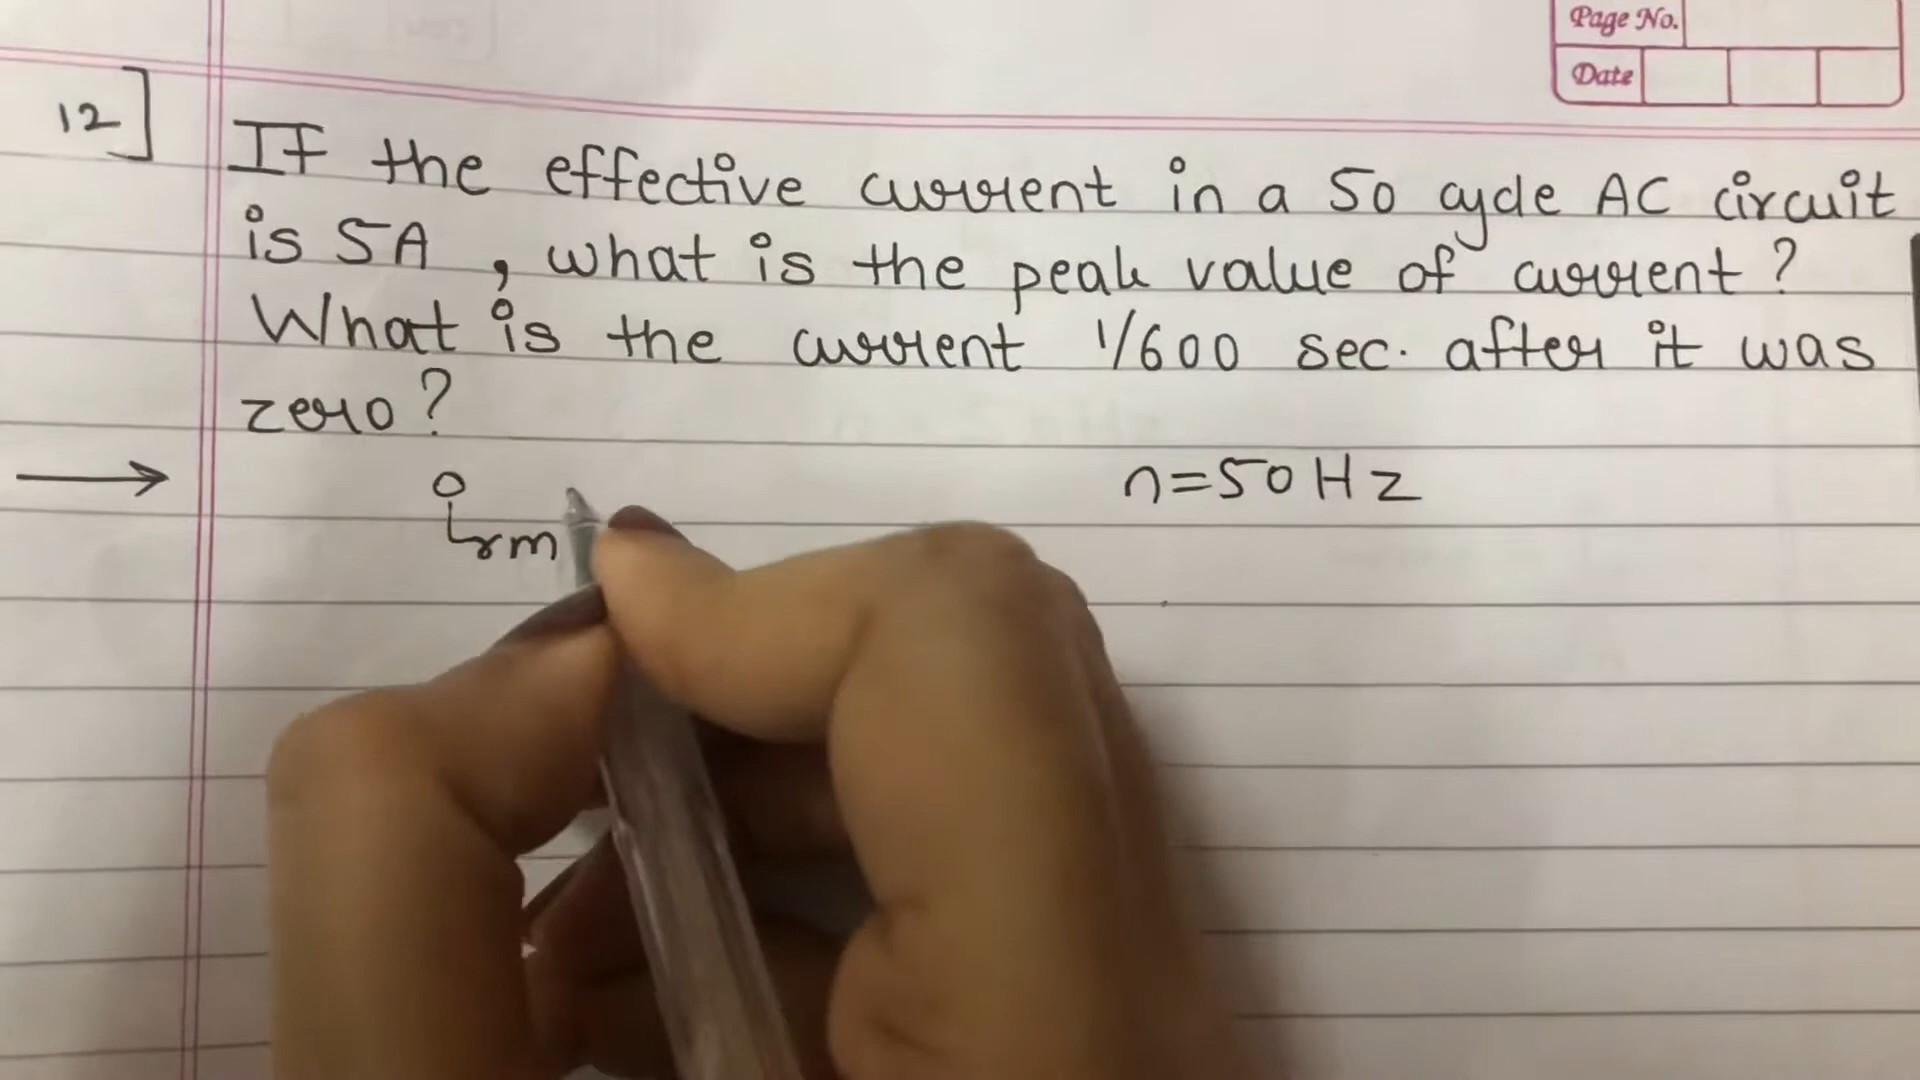 Page No.
Date
12]
If the effective current in a 50 cycle AC circuit
is 5A , what is the peak value of current ?
What is the current 1/600 sec. after it was
zero ?
→ irm n=50Hz